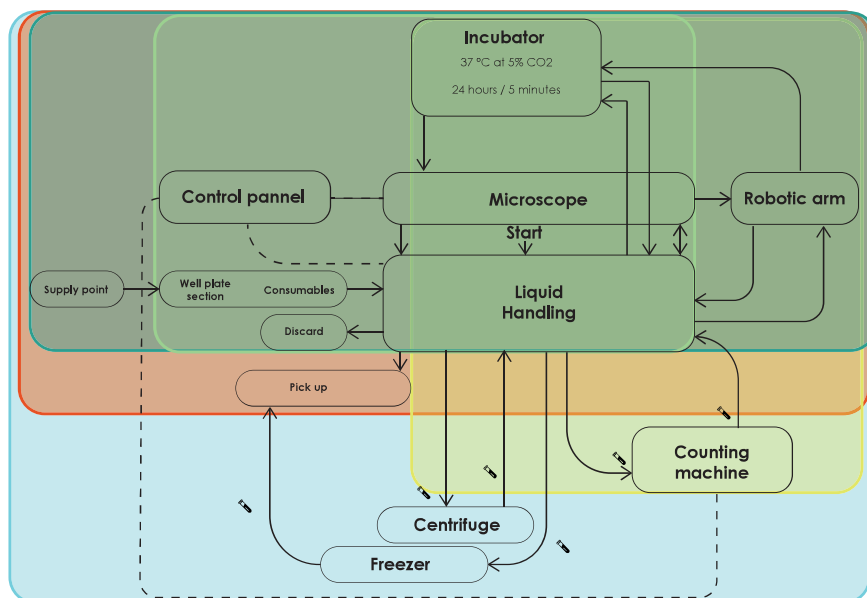 Incubator
37 °C at 5% CO2
24 hours / 5 minutes
Control pannel
Microscope
Robotic arm
Start
Supply point
Well plate
section
Consumables
Liquid
Handling
Discard
Pick up
Counting
machine
Centrifuge
Freezer